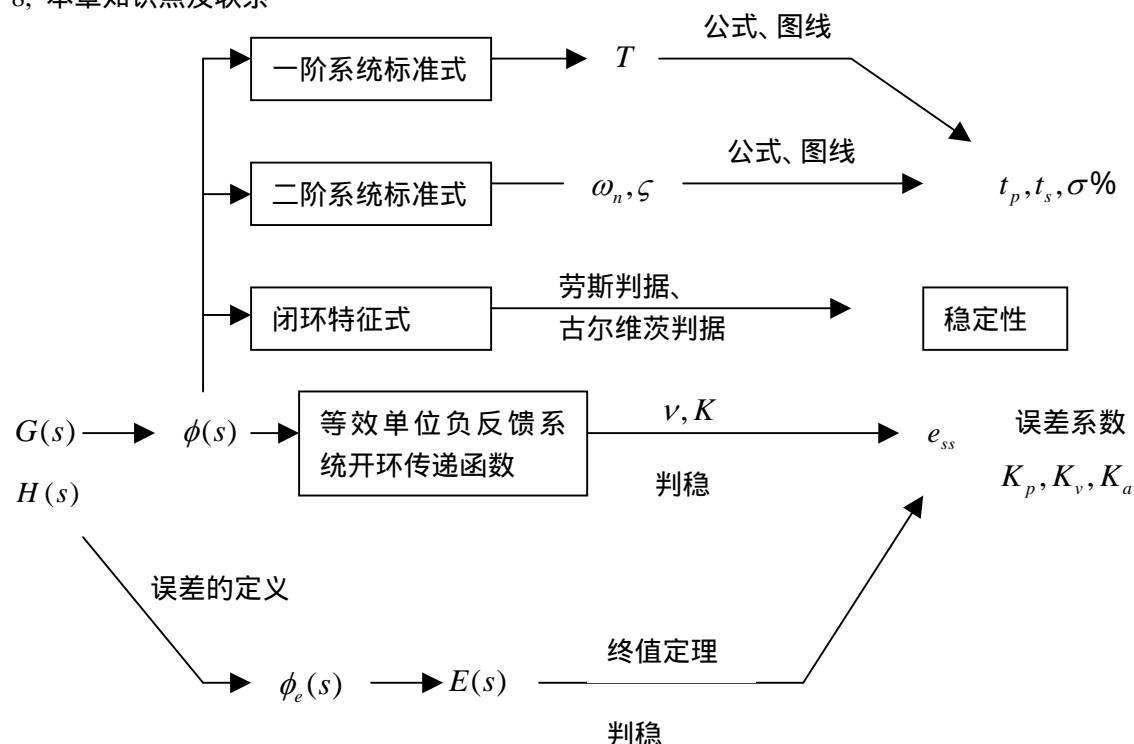 8, 本章知识点及联系
公式、图线
一阶系统标准式
T
公式、图线
二阶系统标准式
ω_n,ς
t_p,t_s,σ%
劳斯判据、
古尔维茨判据
闭环特征式
稳定性
G(s)
φ(s)
等效单位负反馈系
统开环传递函数
ν,K
判稳
e_ss
误差系数
K_p,K_v,K_a
H(s)
误差的定义
φ_e(s)
E(s)
终值定理
判稳